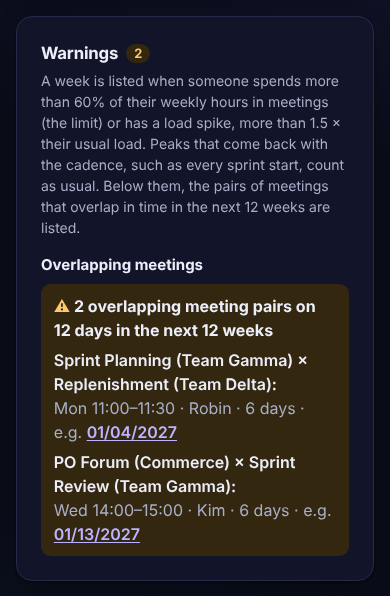 Warnings 2
A week is listed when someone spends more
than 60% of their weekly hours in meetings
(the limit) or has a load spike, more than 1.5 ×
their usual load. Peaks that come back with
the cadence, such as every sprint start, count
as usual. Below them, the pairs of meetings
that overlap in time in the next 12 weeks are
listed.
Overlapping meetings
⚠ 2 overlapping meeting pairs on
12 days in the next 12 weeks
Sprint Planning (Team Gamma) ×
Replenishment (Team Delta):
Mon 11:00–11:30 · Robin · 6 days ·
e.g. 01/04/2027
PO Forum (Commerce) × Sprint
Review (Team Gamma):
Wed 14:00–15:00 · Kim · 6 days · e.g.
01/13/2027